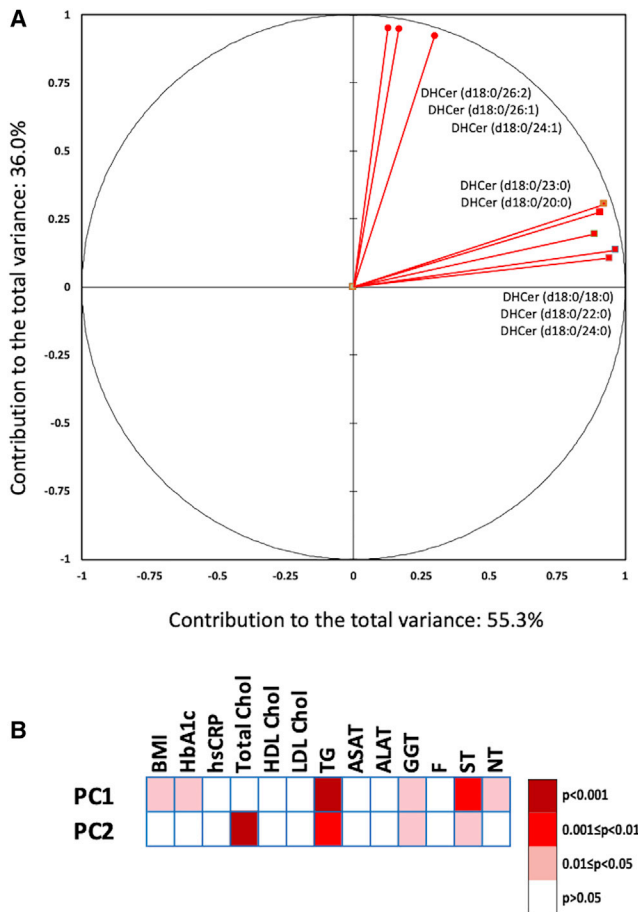 A
1
0.75
0.5
0.25
0
-0.25
-0.5
-0.75
-1
-1 -0.75 -0.5 -0.25 0 0.25 0.5 0.75 1
Contribution to the total variance: 36.0%
DHCer (d18:0/26:2)
DHCer (d18:0/26:1)
DHCer (d18:0/24:1)
DHCer (d18:0/23:0)
DHCer (d18:0/20:0)
DHCer (d18:0/18:0)
DHCer (d18:0/22:0)
DHCer (d18:0/24:0)
Contribution to the total variance: 55.3%
B
BMI
HbA1c
hsCRP
Total Chol
HDL Chol
LDL Chol
TG
ASAT
ALAT
GGT
F
ST
NT
PC1
PC2
p<0.001
0.001≤p<0.01
0.01≤p<0.05
p>0.05